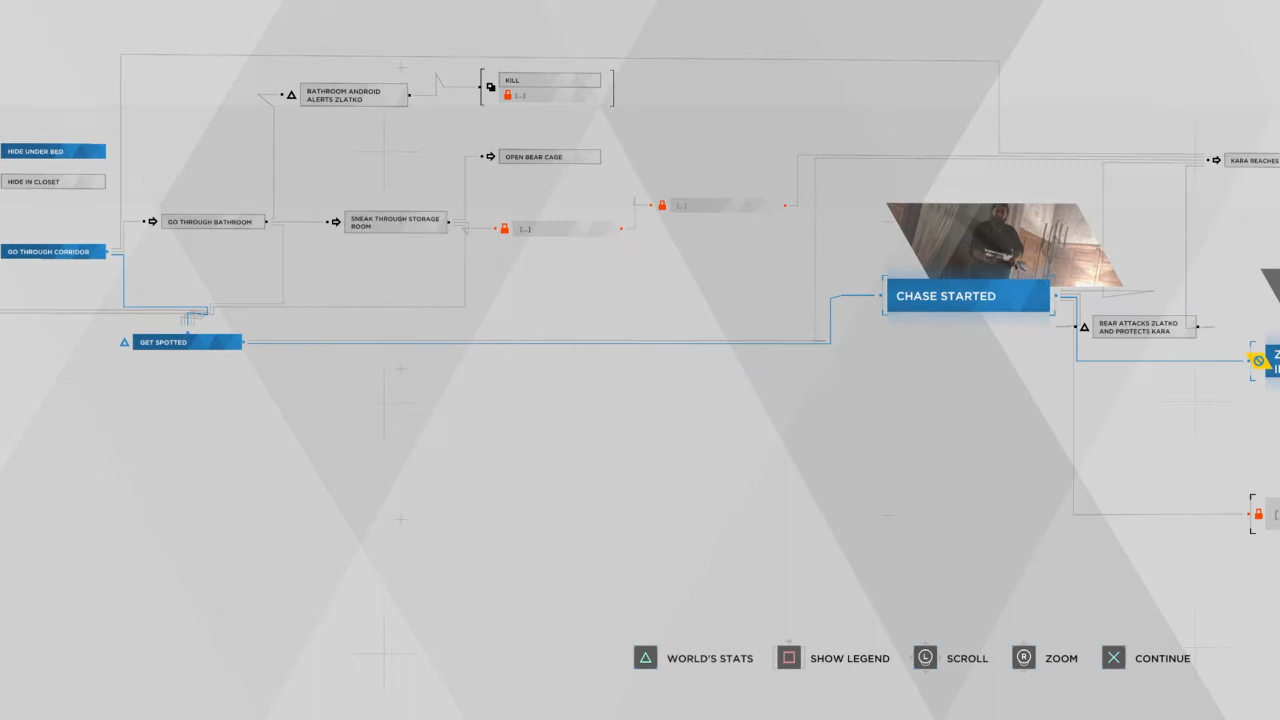 BATHROOM ANDROID
ALERTS ZLATKO
KILL
[...]
HIDE UNDER BED
OPEN BEAR CAGE
KARA REACHES
HIDE IN CLOSET
[...]
GO THROUGH BATHROOM
SNEAK THROUGH STORAGE
ROOM
[...]
GO THROUGH CORRIDOR
CHASE STARTED
BEAR ATTACKS ZLATKO
AND PROTECTS KARA
GET SPOTTED
WORLD'S STATS
SHOW LEGEND
L
SCROLL
R
ZOOM
CONTINUE